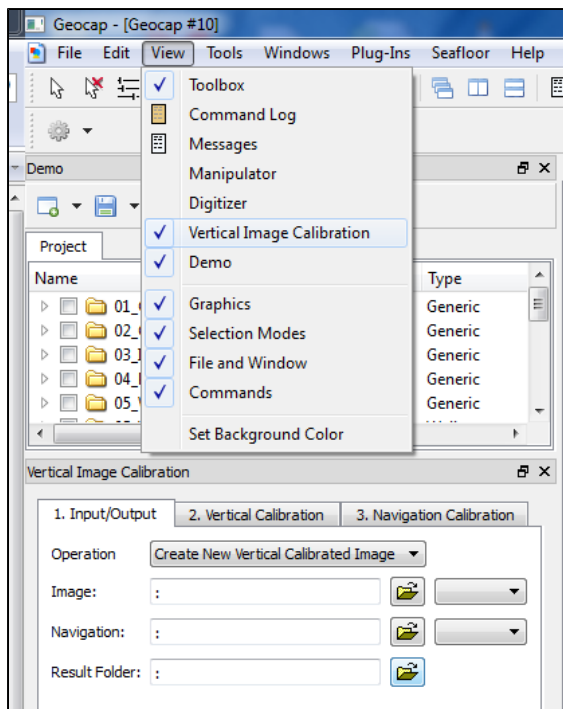 Geocap - [Geocap #10]
File Edit View Tools Windows Plug-Ins Seafloor Help
Toolbox
Command Log
Messages
Manipulator
Digitizer
Vertical Image Calibration
Demo
Graphics
Selection Modes
File and Window
Commands
Set Background Color
Demo
Project
Name Type
01_ Generic
02_ Generic
03_ Generic
04_ Generic
05_ Generic
Vertical Image Calibration
1. Input/Output 2. Vertical Calibration 3. Navigation Calibration
Operation Create New Vertical Calibrated Image
Image: :
Navigation: :
Result Folder: :